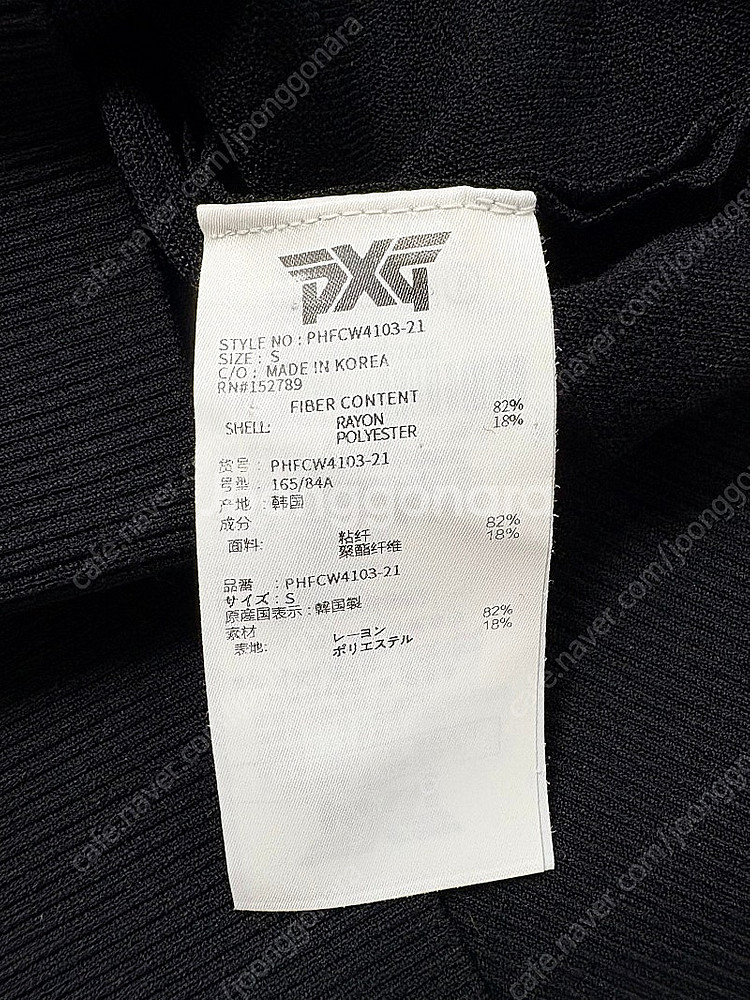 PXG
STYLE NO : PHFCW4103-21
SIZE : S
C/O : MADE IN KOREA
RN#152789
FIBER CONTENT
SHELL: RAYON 82%
POLYESTER 18%
货号 : PHFCW4103-21
号型 : 165/84A
产地 : 韩国
成分
面料: 粘纤 82%
聚酯纤维 18%
品番 : PHFCW4103-21
サイズ : S
原産国表示 : 韓国製
素材
表地: レーヨン 82%
ポリエステル 18%
joonggonara
cafe.naver.com/joonggonara